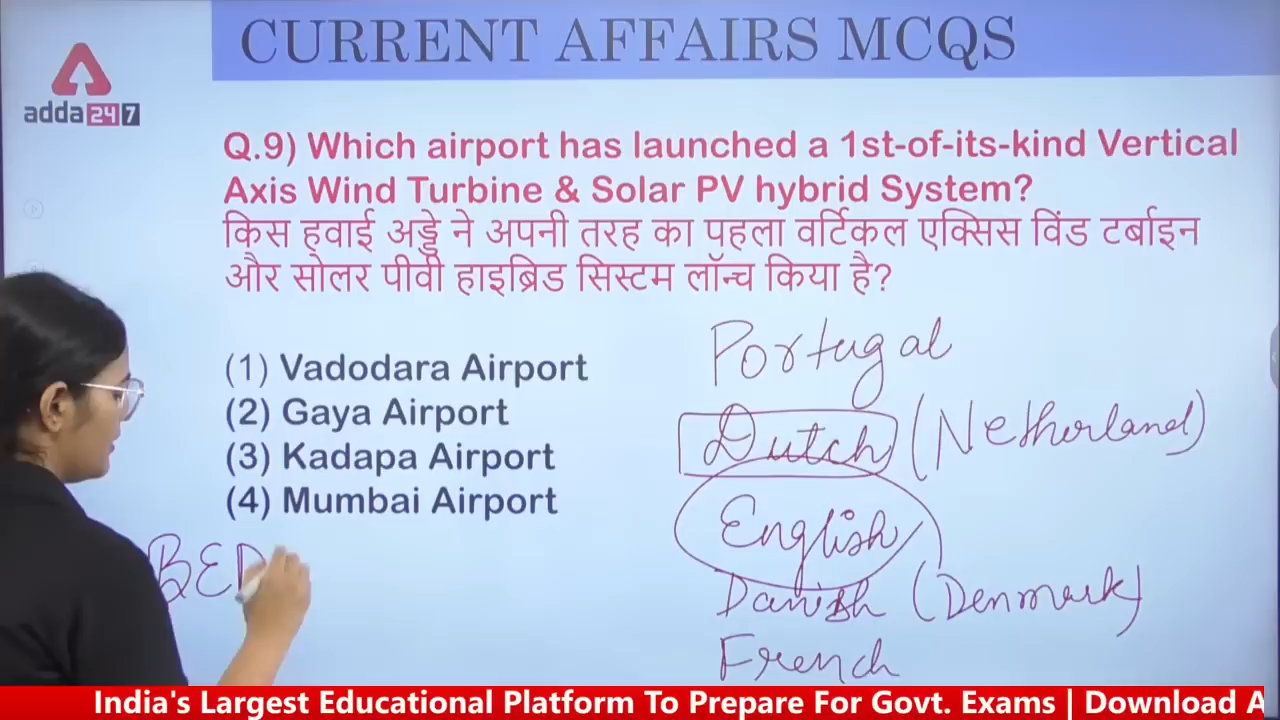 CURRENT AFFAIRS MCQS
adda247
Q.9) Which airport has launched a 1st-of-its-kind Vertical
Axis Wind Turbine & Solar PV hybrid System?
किस हवाई अड्डे ने अपनी तरह का पहला वर्टिकल एक्सिस विंड टर्बाइन
और सोलर पीवी हाइब्रिड सिस्टम लॉन्च किया है?
(1) Vadodara Airport
(2) Gaya Airport
(3) Kadapa Airport
(4) Mumbai Airport
Portugal
Dutch (Netherland)
English
Danish (Denmark)
French
BED
India's Largest Educational Platform To Prepare For Govt. Exams | Download A